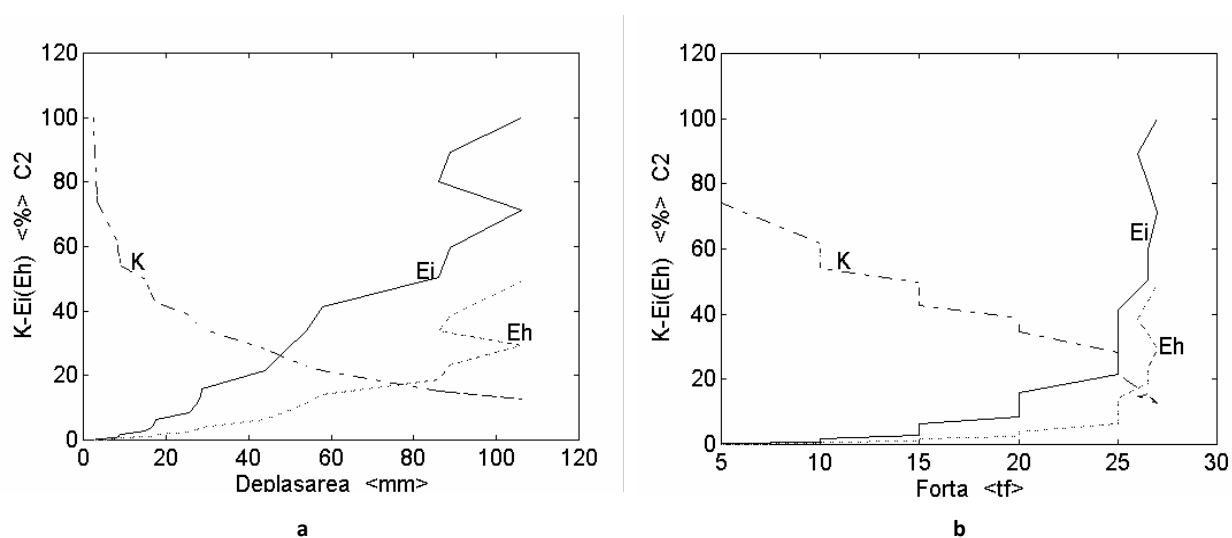 120
100
80
60
40
20
0
K-Ei(Eh) <%> C2
K
Ei
Eh
0 20 40 60 80 100 120
Deplasarea <mm>
a
120
100
80
60
40
20
0
K-Ei(Eh) <%> C2
K
Ei
Eh
5 10 15 20 25 30
Forta <tf>
b